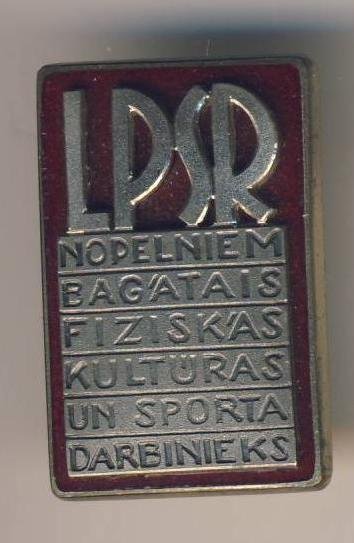 LPSR
NOPELNIEM
BAGĀTAIS
FIZISKĀS
KULTŪRAS
UN SPORTA
DARBINIEKS